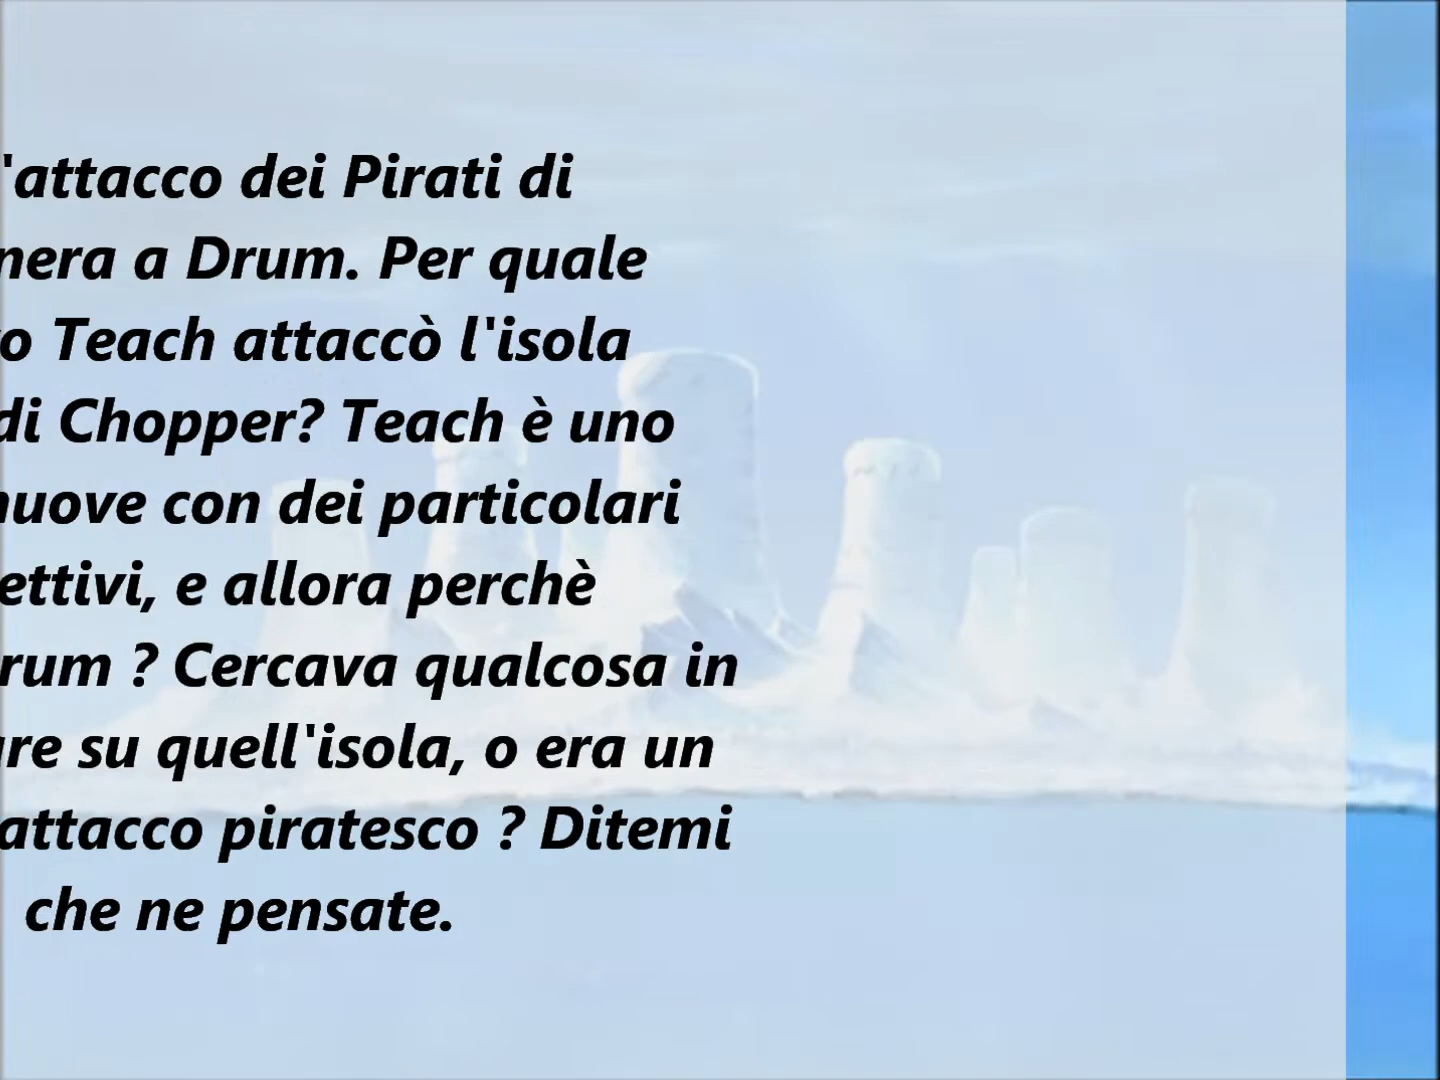 'attacco dei Pirati di
nera a Drum. Per quale
o Teach attaccò l'isola
di Chopper? Teach è uno
nuove con dei particolari
ettivi, e allora perchè
rum ? Cercava qualcosa in
re su quell'isola, o era un
attacco piratesco ? Ditemi
che ne pensate.